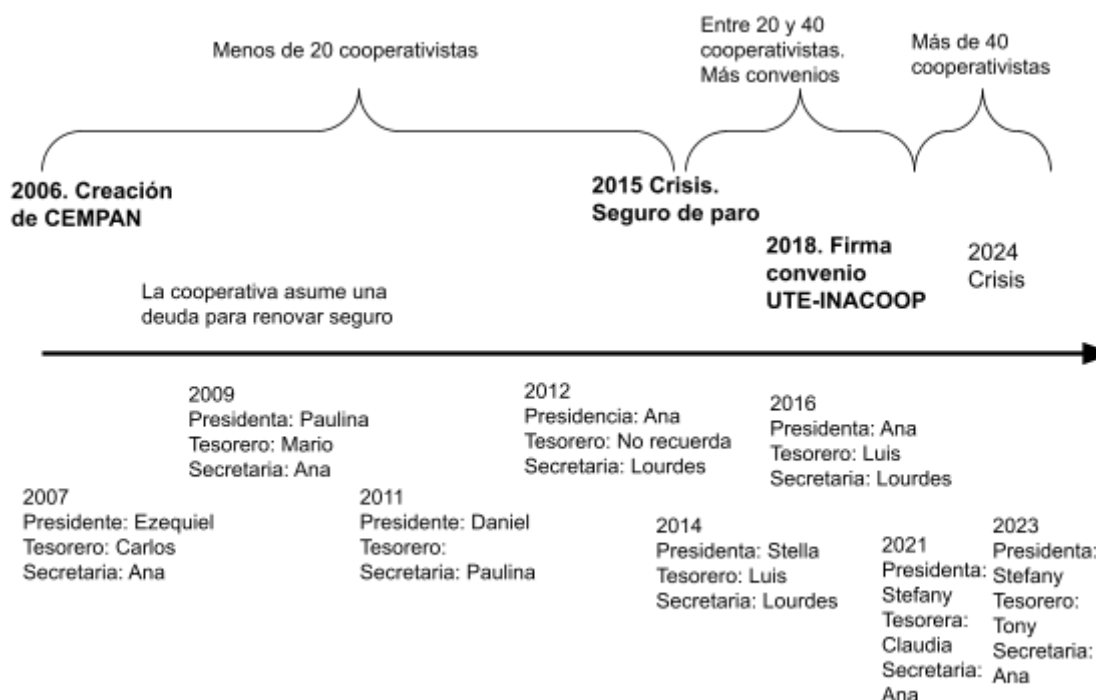 Menos de 20 cooperativistas
Entre 20 y 40
cooperativistas.
Más convenios
Más de 40
cooperativistas
2006. Creación
de CEMPAN
2015 Crisis.
Seguro de paro
2018. Firma
convenio
UTE-INACOOP
2024
Crisis
La cooperativa asume una
deuda para renovar seguro
2009
Presidenta: Paulina
Tesorero: Mario
Secretaria: Ana
2012
Presidencia: Ana
Tesorero: No recuerda
Secretaria: Lourdes
2016
Presidenta: Ana
Tesorero: Luis
Secretaria: Lourdes
2007
Presidente: Ezequiel
Tesorero: Carlos
Secretaria: Ana
2011
Presidente: Daniel
Tesorero:
Secretaria: Paulina
2014
Presidenta: Stella
Tesorero: Luis
Secretaria: Lourdes
2021
Presidenta:
Stefany
Tesorera:
Claudia
Secretaria:
Ana
2023
Presidenta:
Stefany
Tesorero:
Tony
Secretaria:
Ana